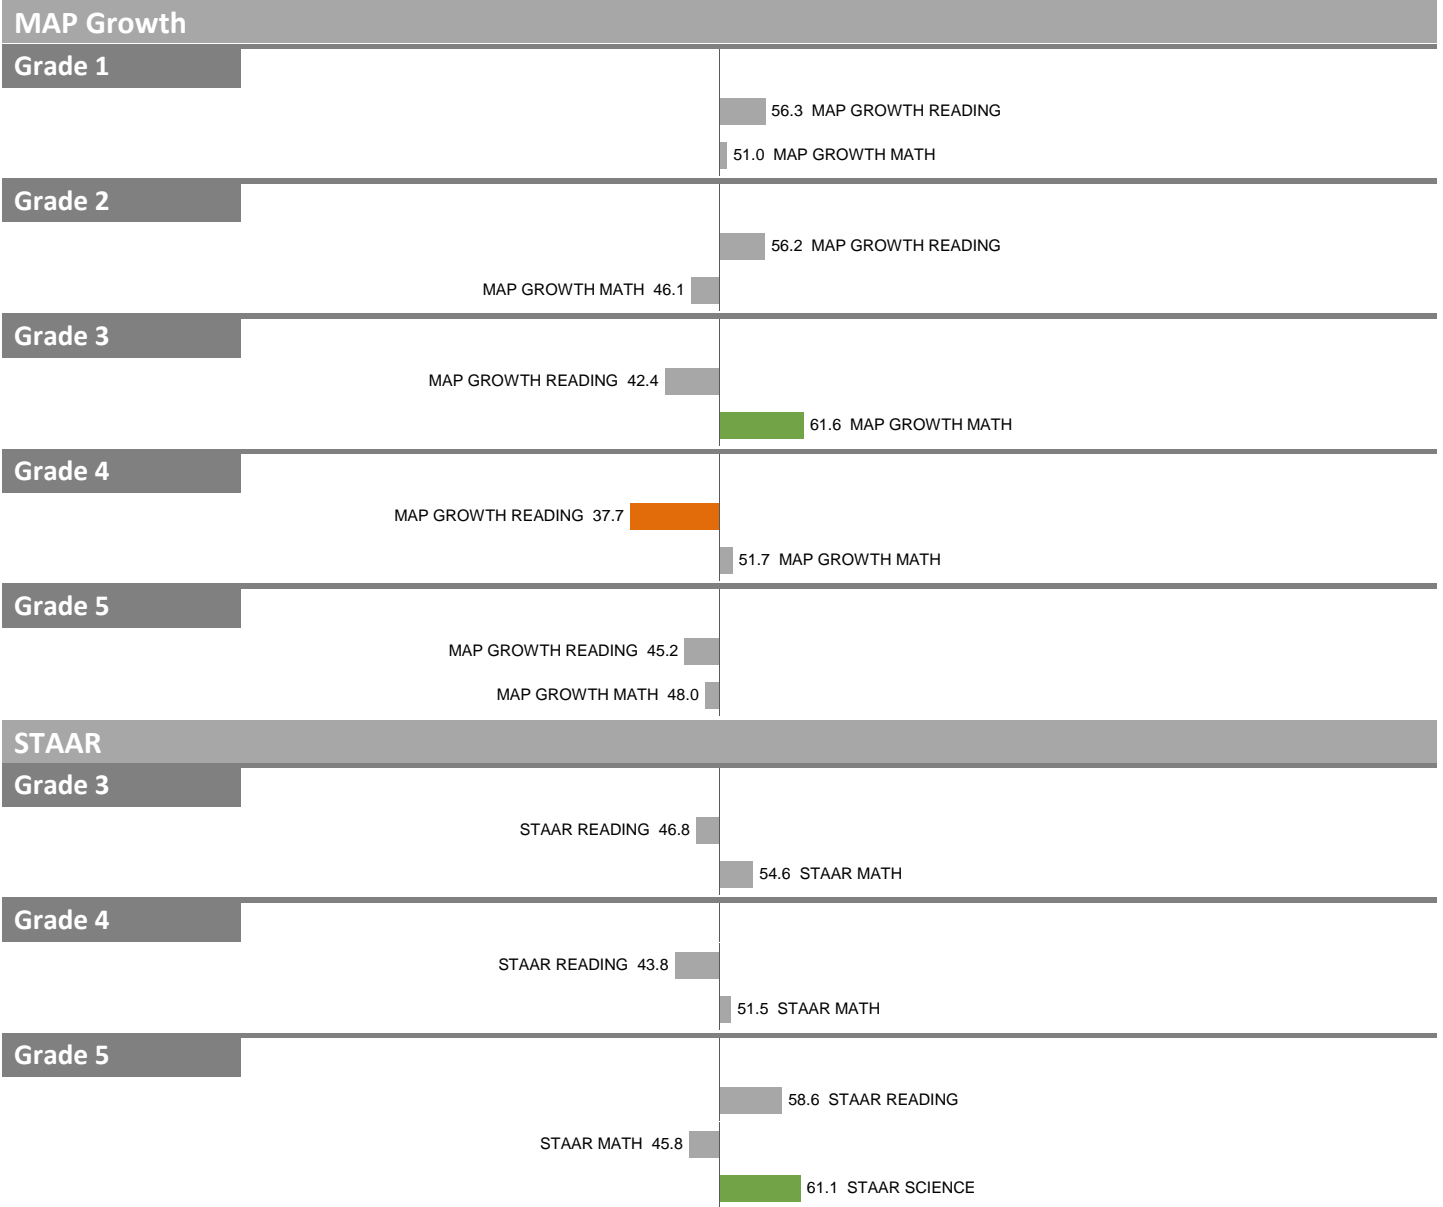 MAP Growth
Grade 1
56.3 MAP GROWTH READING
51.0 MAP GROWTH MATH
Grade 2
56.2 MAP GROWTH READING
MAP GROWTH MATH 46.1
Grade 3
MAP GROWTH READING 42.4
61.6 MAP GROWTH MATH
Grade 4
MAP GROWTH READING 37.7
51.7 MAP GROWTH MATH
Grade 5
MAP GROWTH READING 45.2
MAP GROWTH MATH 48.0
STAAR
Grade 3
STAAR READING 46.8
54.6 STAAR MATH
Grade 4
STAAR READING 43.8
51.5 STAAR MATH
Grade 5
58.6 STAAR READING
STAAR MATH 45.8
61.1 STAAR SCIENCE